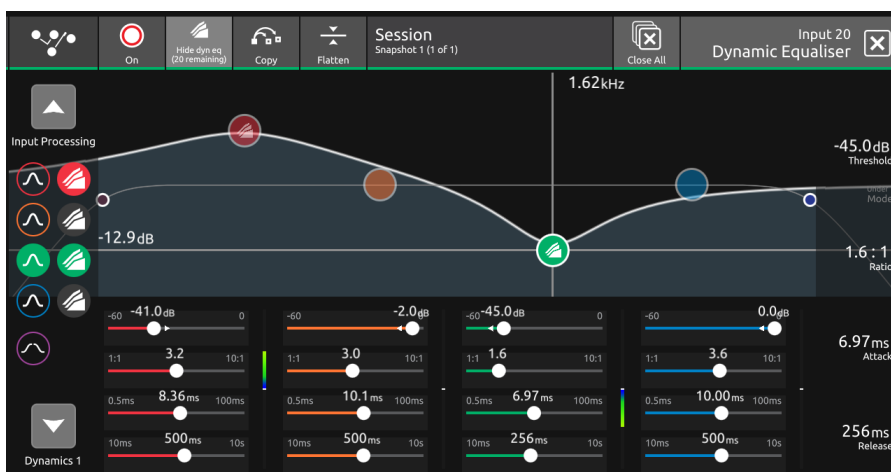 On
Hide dyn eq
(20 remaining)
Copy
Flatten
Session
Snapshot 1 (1 of 1)
Close All
Input 20
Dynamic Equaliser
1.62kHz
Input Processing
-45.0dB
Threshold
Under
Mode
-12.9dB
1.6 : 1
Ratio
-60 -41.0dB 0
-60 -2.0dB
-60 -45.0dB 0
-60 0.0dB
1:1 3.2 10:1
1:1 3.0 10:1
1:1 1.6 10:1
1:1 3.6 10:1
6.97ms
Attack
0.5ms 8.36ms 100ms
0.5ms 10.1ms 100ms
0.5ms 6.97ms 100ms
0.5ms 10.00ms 100ms
10ms 500ms 10s
10ms 500ms 10s
10ms 256ms 10s
10ms 500ms 10s
256ms
Release
Dynamics 1